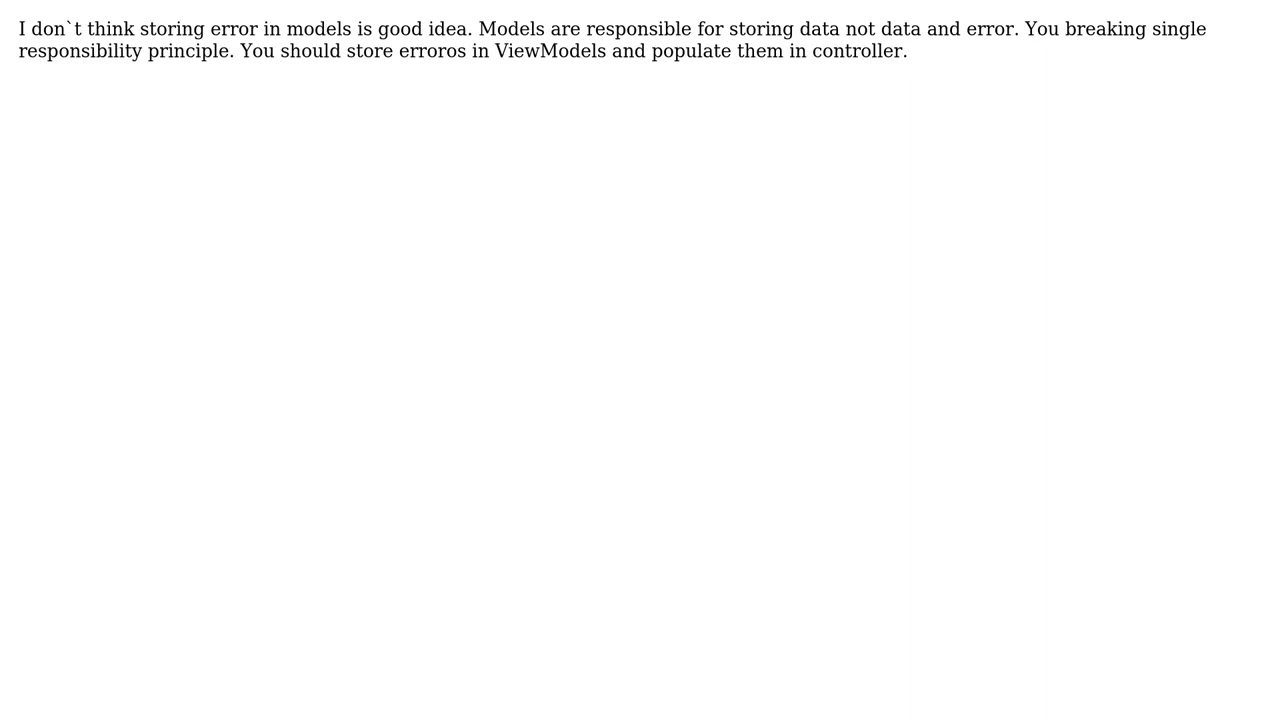 I don`t think storing error in models is good idea. Models are responsible for storing data not data and error. You breaking single
responsibility principle. You should store erroros in ViewModels and populate them in controller.